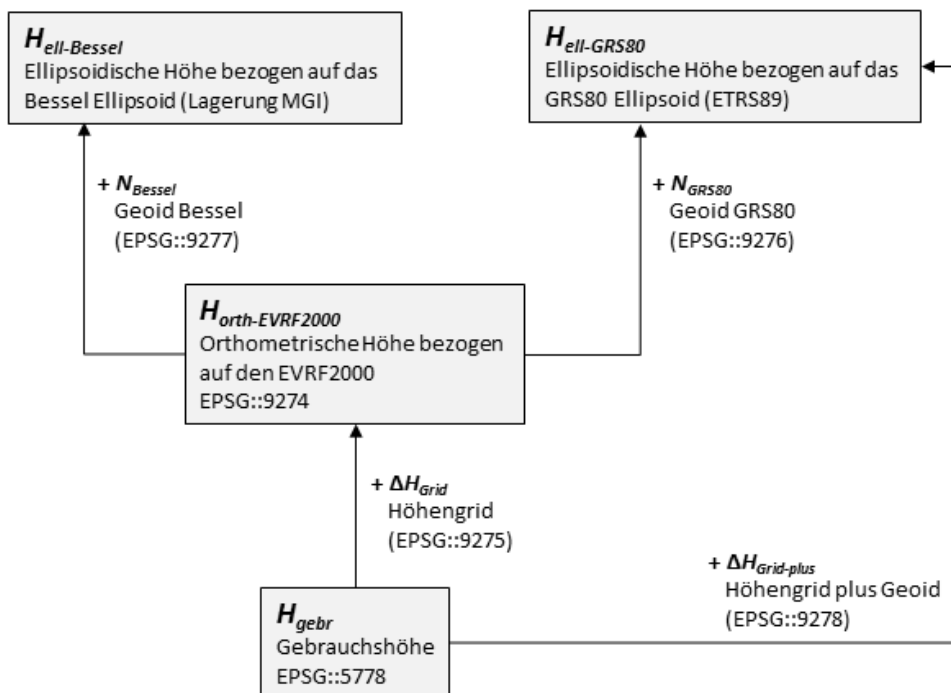 H_ell-Bessel
Ellipsoidische Höhe bezogen auf das
Bessel Ellipsoid (Lagerung MGI)
H_ell-GRS80
Ellipsoidische Höhe bezogen auf das
GRS80 Ellipsoid (ETRS89)
+ N_Bessel
Geoid Bessel
(EPSG::9277)
+ N_GRS80
Geoid GRS80
(EPSG::9276)
H_orth-EVRF2000
Orthometrische Höhe bezogen
auf den EVRF2000
EPSG::9274
+ ΔH_Grid
Höhengrid
(EPSG::9275)
+ ΔH_Grid-plus
Höhengrid plus Geoid
(EPSG::9278)
H_gebr
Gebrauchshöhe
EPSG::5778